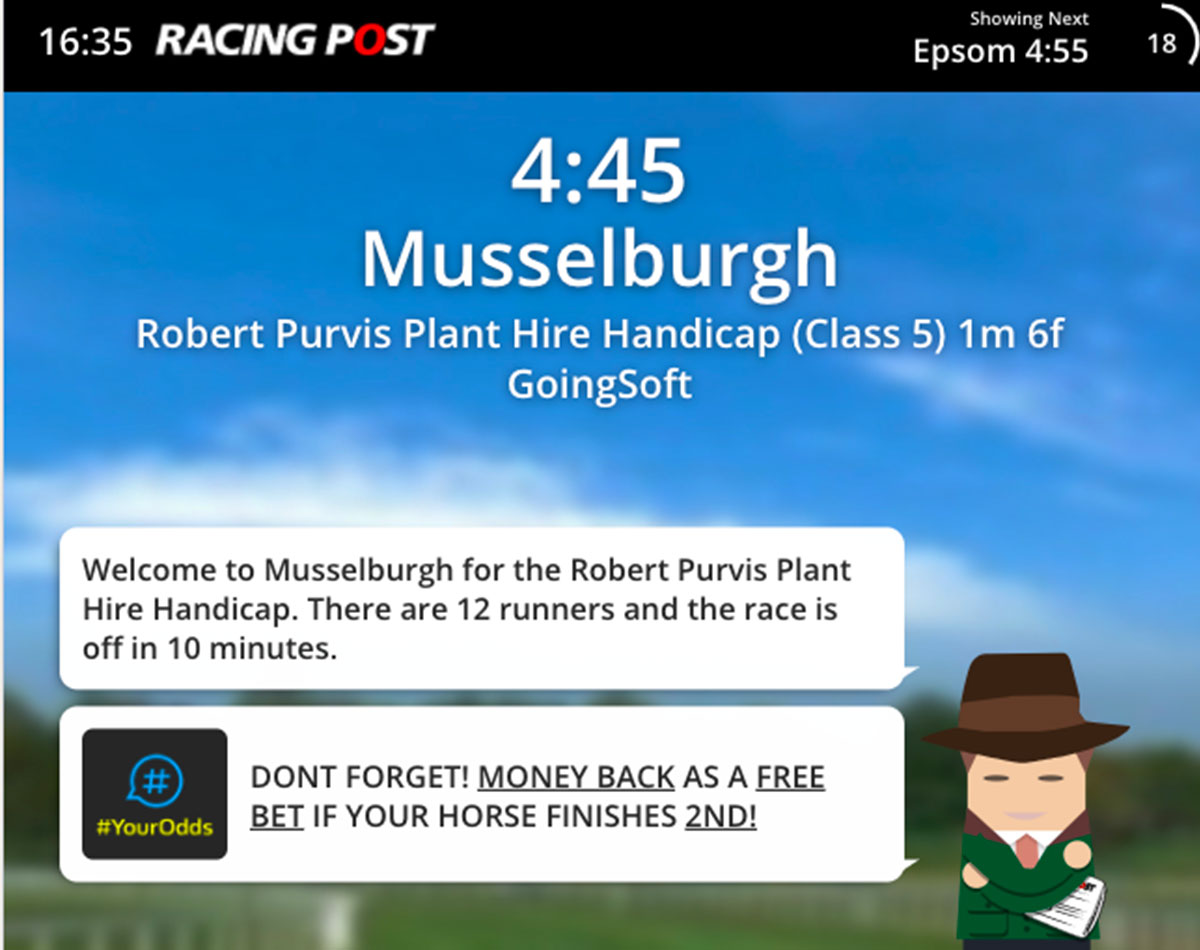 16:35 RACING POST
Showing Next
Epsom 4:55
18
4:45
Musselburgh
Robert Purvis Plant Hire Handicap (Class 5) 1m 6f
GoingSoft
Welcome to Musselburgh for the Robert Purvis Plant
Hire Handicap. There are 12 runners and the race is
off in 10 minutes.
#
#YourOdds
DONT FORGET! MONEY BACK AS A FREE
BET IF YOUR HORSE FINISHES 2ND!